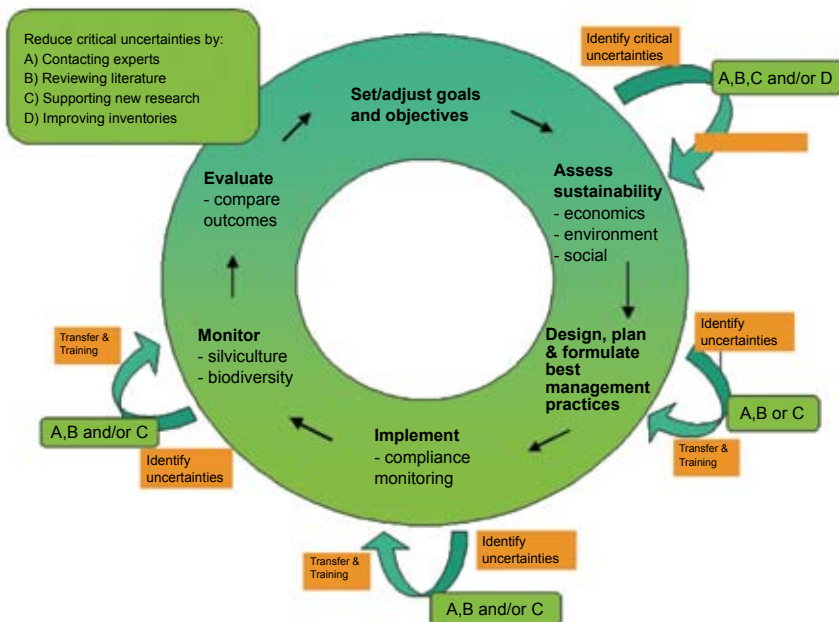 Reduce critical uncertainties by:
A) Contacting experts
B) Reviewing literature
C) Supporting new research
D) Improving inventories
Set/adjust goals
and objectives
Identify critical
uncertainties
A,B,C and/or D
Assess
sustainability
- economics
- environment
- social
Design, plan
& formulate
best
management
practices
Identify
uncertainties
A,B or C
Transfer &
Training
Implement
- compliance
monitoring
Identify
uncertainties
A,B and/or C
Transfer &
Training
Monitor
- silviculture
- biodiversity
Identify
uncertainties
A,B and/or C
Transfer &
Training
Evaluate
- compare
outcomes